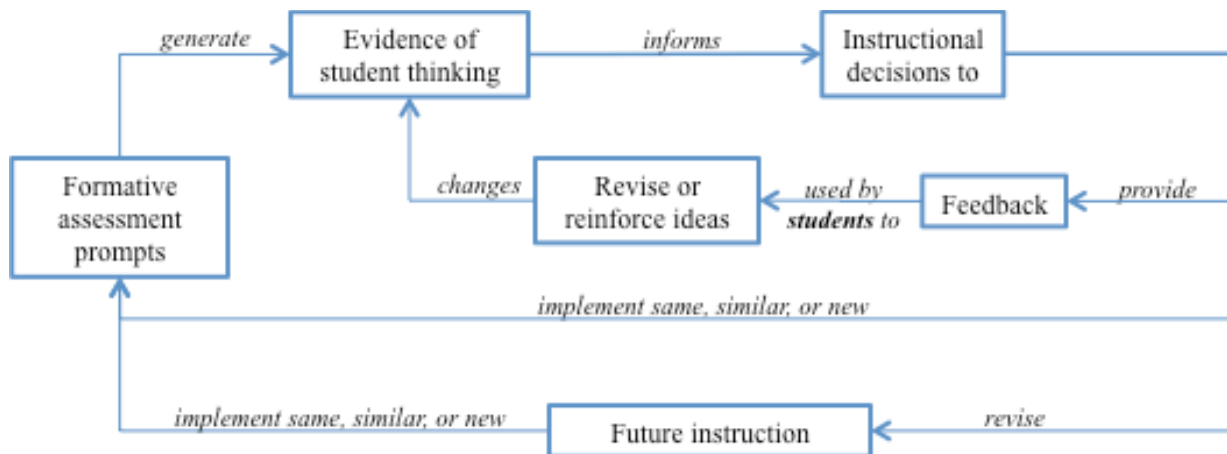 generate
Evidence of
student thinking
informs
Instructional
decisions to
Formative
assessment
prompts
changes
Revise or
reinforce ideas
used by
students to
Feedback
provide
implement same, similar, or new
implement same, similar, or new
Future instruction
revise